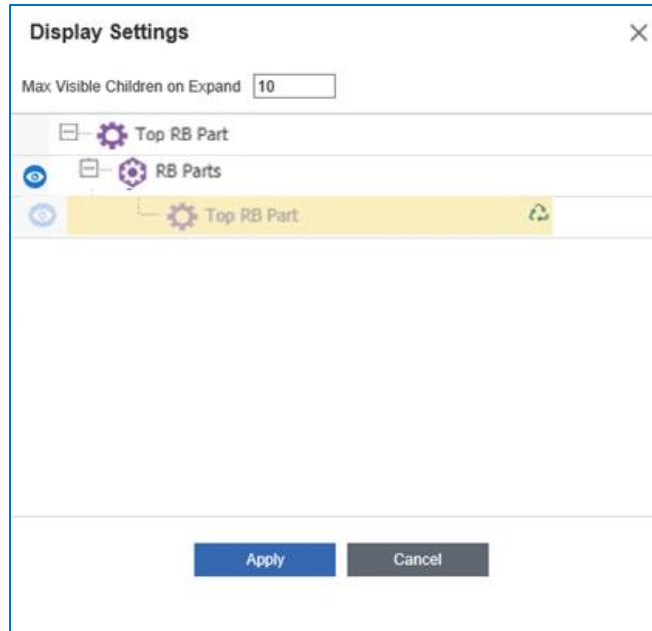 Display Settings
Max Visible Children on Expand 10
Top RB Part
RB Parts
Top RB Part
Apply Cancel